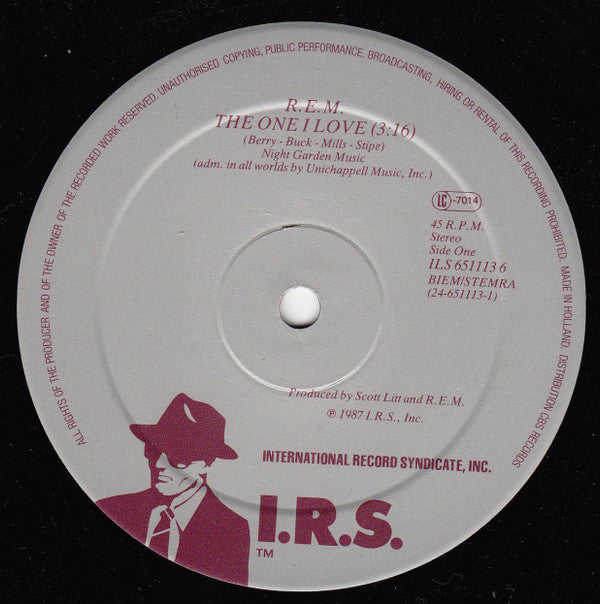 ALL RIGHTS OF THE PRODUCER AND OF THE OWNER OF THE RECORDED WORK RESERVED. UNAUTHORISED COPYING, PUBLIC PERFORMANCE, BROADCASTING, HIRING OR RENTAL OF THIS RECORDING PROHIBITED. MADE IN HOLLAND. DISTRIBUTION CBS RECORDS
R.E.M.
THE ONE I LOVE (3:16)
(Berry - Buck - Mills - Stipe)
Night Garden Music
(adm. in all worlds by Unichappell Music, Inc.)
LC-7014
45 R.P.M.
Stereo
Side One
ILS 651113 6
BIEM/STEMRA
(24-651113-1)
Produced by Scott Litt and R.E.M.
℗ 1987 I.R.S., Inc.
INTERNATIONAL RECORD SYNDICATE, INC.
I.R.S.
TM